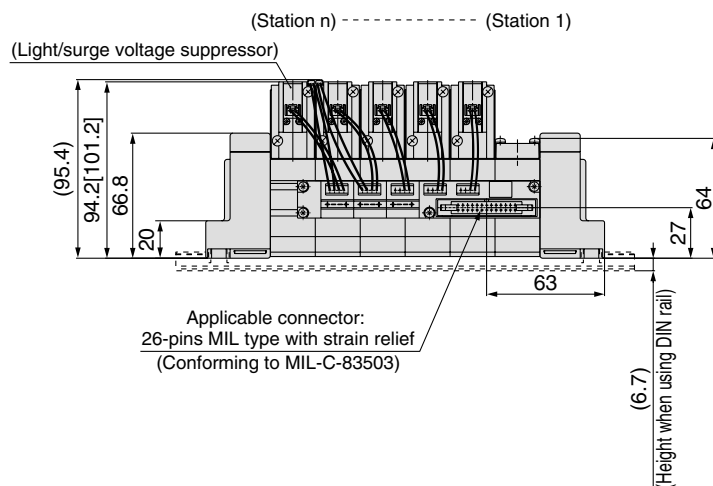 (Station n) ---------- (Station 1)
(Light/surge voltage suppressor)
(95.4)
94.2[101.2]
66.8
20
64
27
63
Applicable connector:
26-pins MIL type with strain relief
(Conforming to MIL-C-83503)
(6.7)
(Height when using DIN rail)